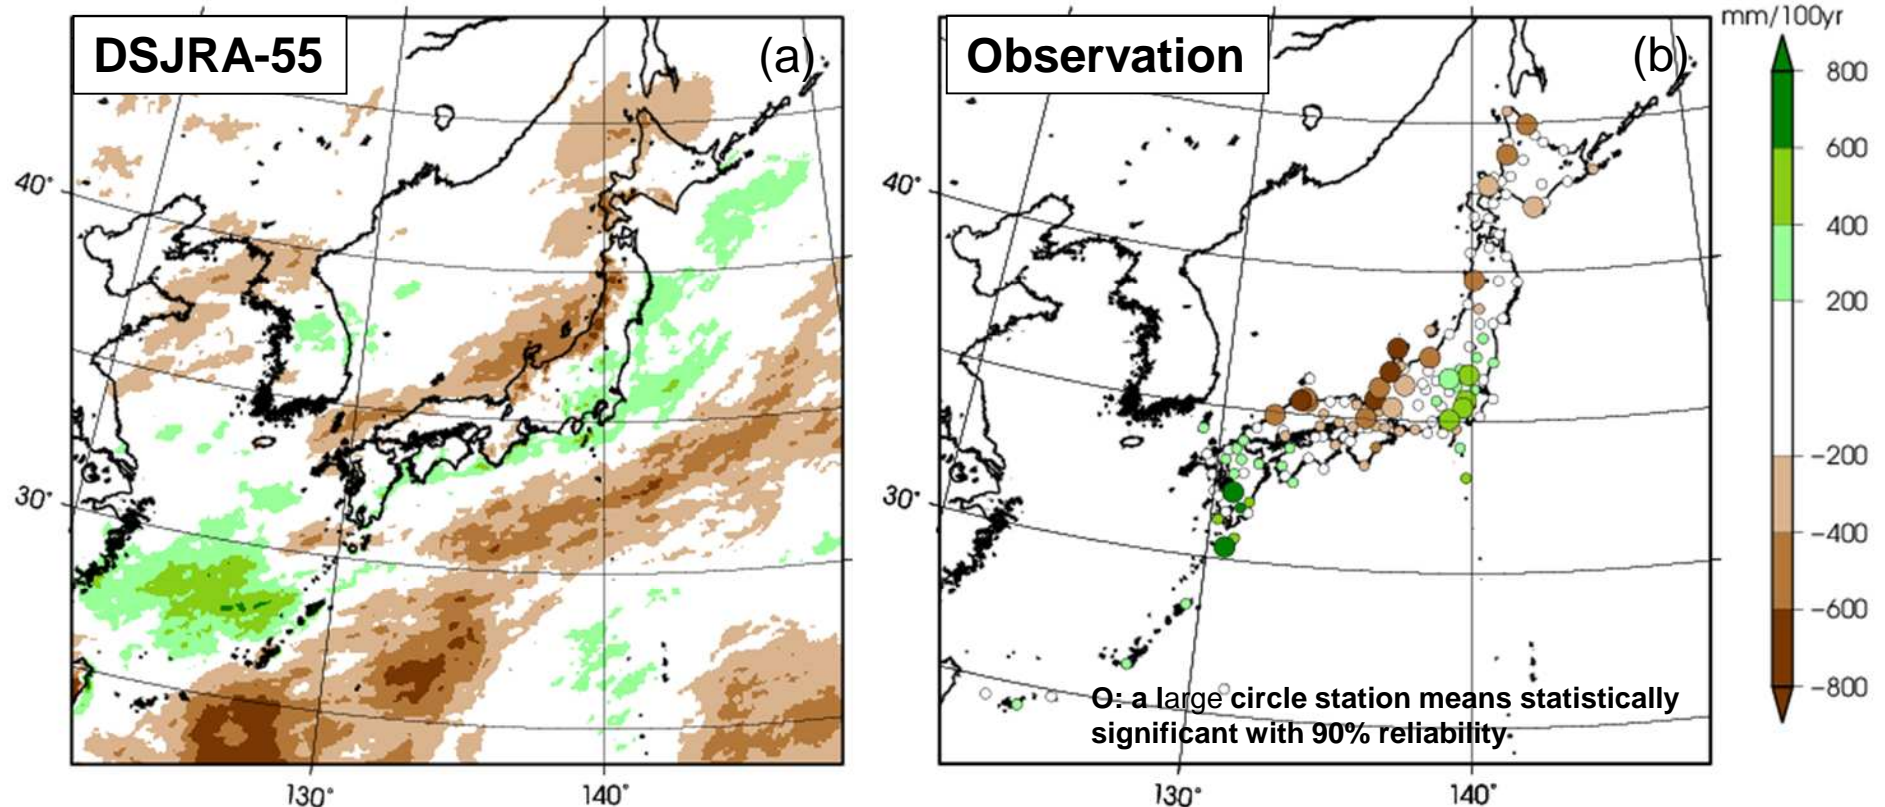 DSJRA-55
(a)
Observation
(b)
mm/100yr
800
600
400
200
-200
-400
-600
-800
40°
30°
130°
140°
40°
30°
130°
140°
O: a large circle station means statistically
significant with 90% reliability